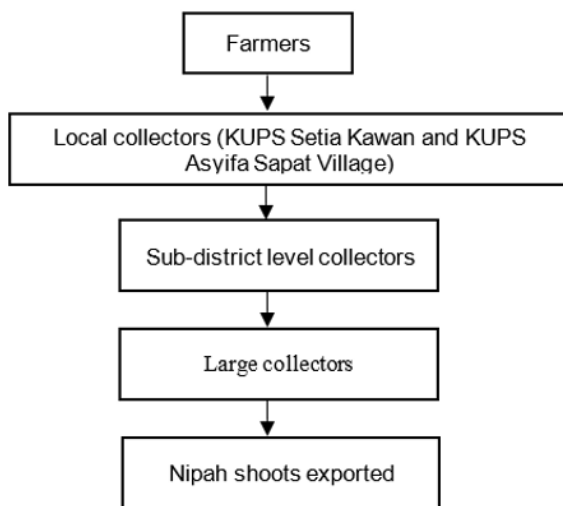 Farmers
Local collectors (KUPS Setia Kawan and KUPS
Asyifa Sapat Village)
Sub-district level collectors
Large collectors
Nipah shoots exported